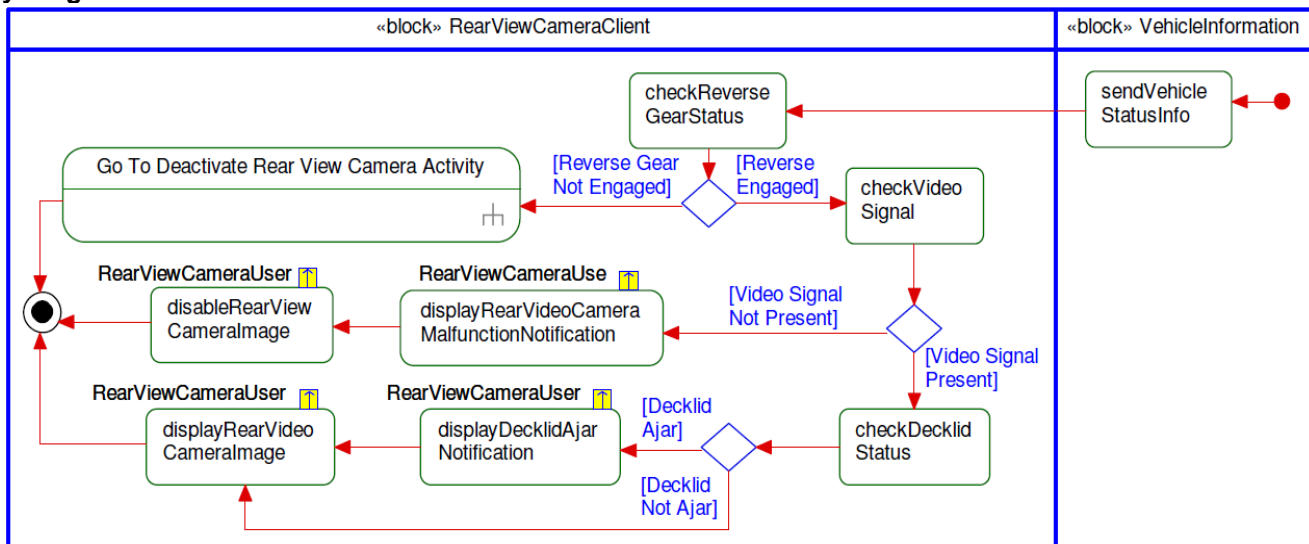 «block» RearViewCameraClient
«block» VehicleInformation
checkReverse
GearStatus
sendVehicle
StatusInfo
Go To Deactivate Rear View Camera Activity
[Reverse Gear
Not Engaged]
[Reverse
Engaged]
checkVideo
Signal
RearViewCameraUser
disableRearView
CameraImage
RearViewCameraUse
displayRearVideoCamera
MalfunctionNotification
[Video Signal
Not Present]
[Video Signal
Present]
RearViewCameraUser
displayRearVideo
CameraImage
RearViewCameraUser
displayDecklidAjar
Notification
[Decklid
Ajar]
[Decklid
Not Ajar]
checkDecklid
Status